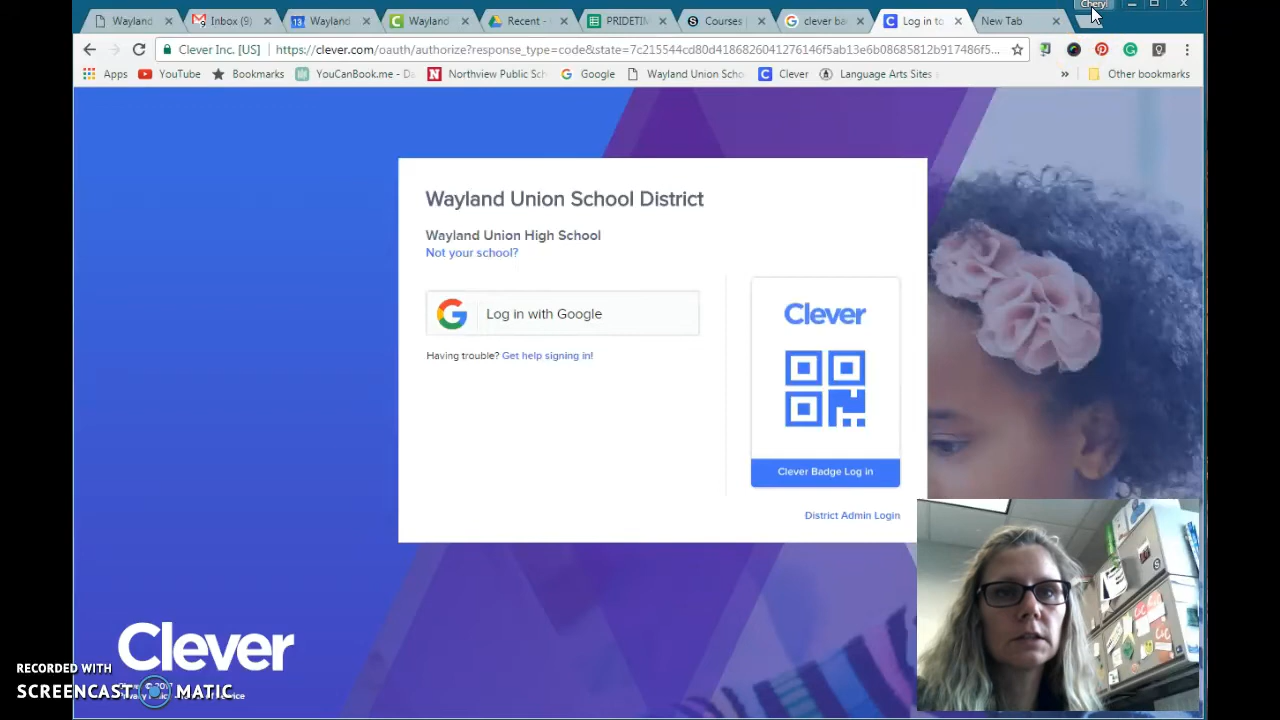 Cheryl
Wayland
Inbox (9)
Wayland
Wayland
Recent -
PRIDETIM
Courses
clever ba
Log in to
New Tab
Clever Inc. [US] https://clever.com/oauth/authorize?response_type=code&state=7c215544cd80d4186826041276146f5ab13e6b08685812b917486f5...
Apps YouTube Bookmarks YouCanBook.me - Da Northview Public Sch Google Wayland Union Scho Clever Language Arts Sites » Other bookmarks
Wayland Union School District
Wayland Union High School
Not your school?
Log in with Google
Having trouble? Get help signing in!
Clever
Clever Badge Log in
District Admin Login
Clever
RECORDED WITH
SCREENCAST MATIC